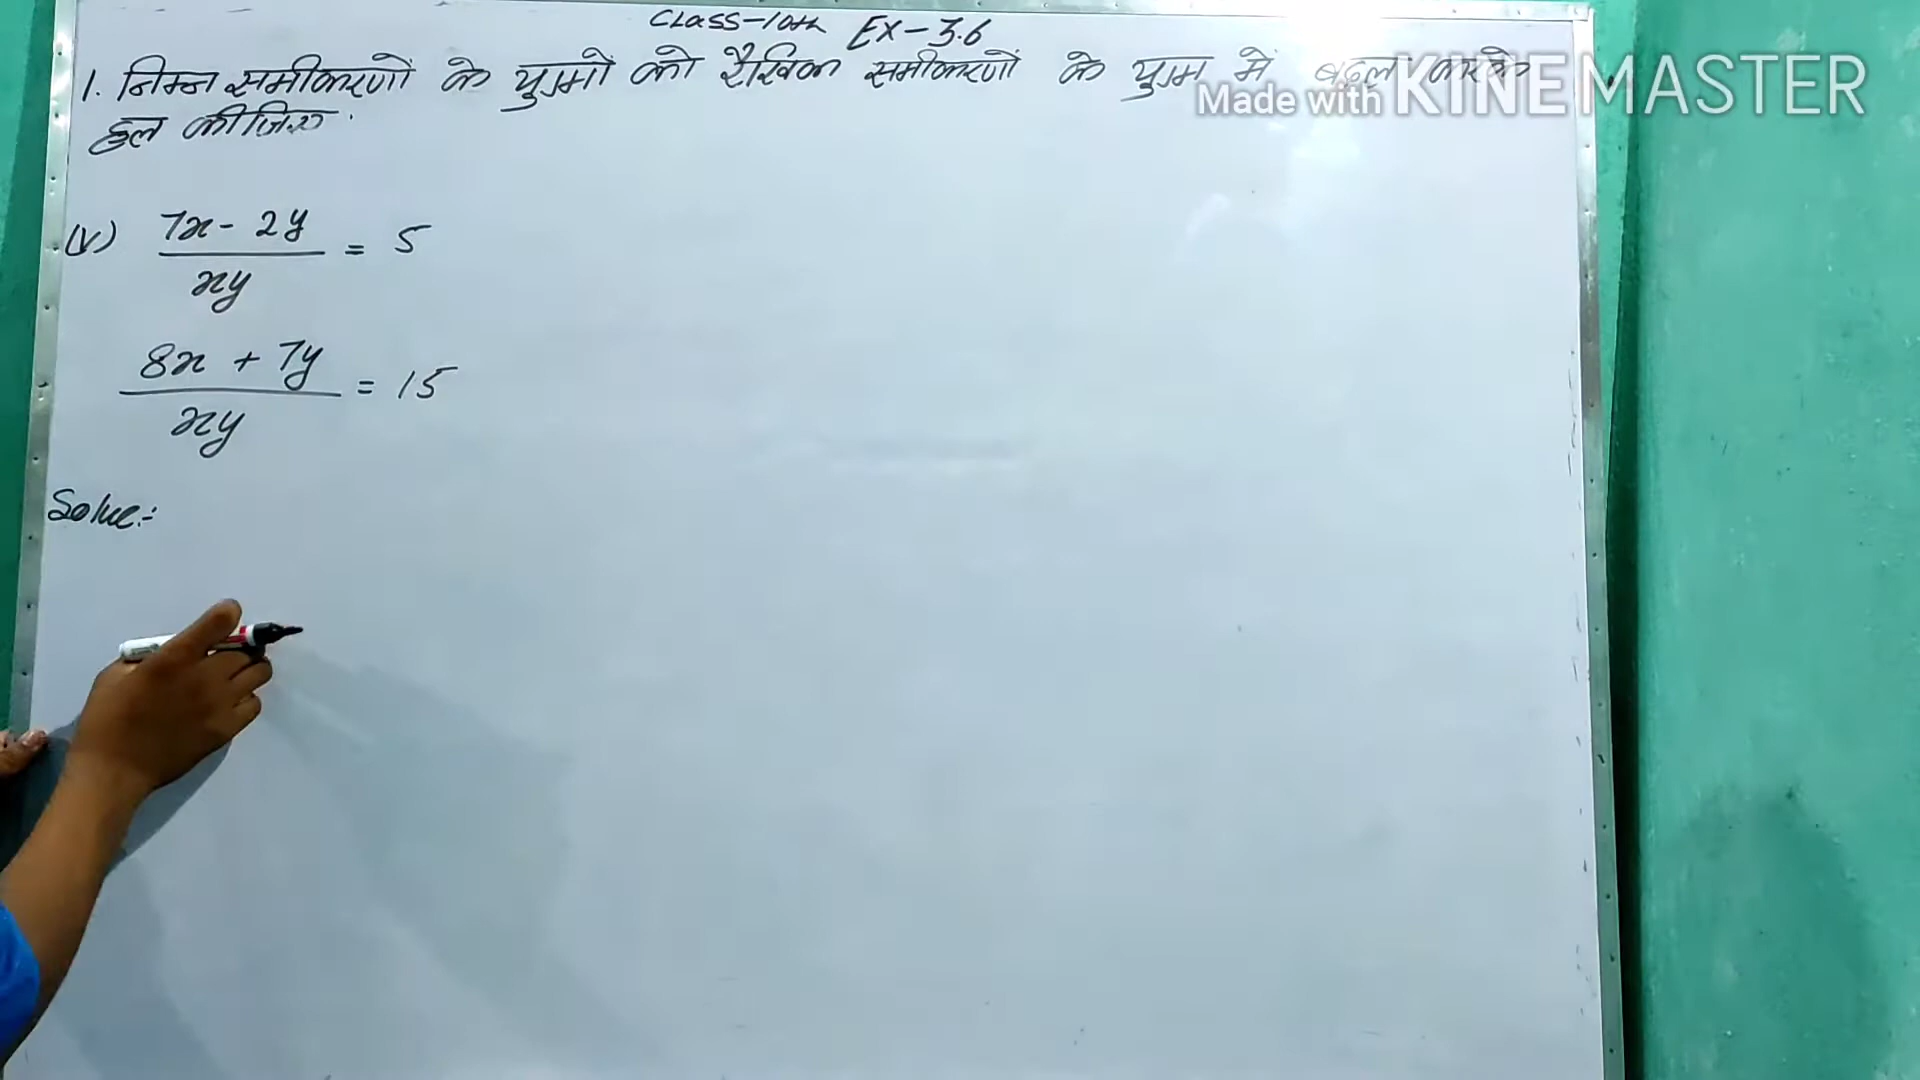 CLASS-10th EX-3.6
1. निम्न समीकरणों के युग्मों को रैखिक समीकरणों के युग्म में बदल करके
हल कीजिए.
Made with KINEMASTER
(V) 7x - 2y / xy = 5
8x + 7y / xy = 15
Solve:-